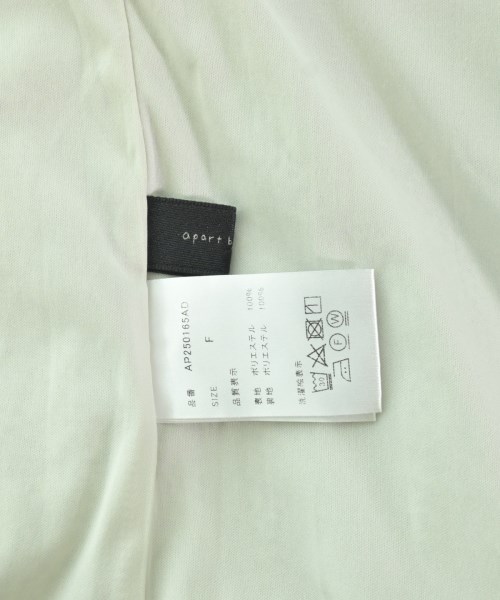 apart b
品番 AP250165AD
SIZE F
品質表示
表地 ポリエステル 100%
裏地 ポリエステル 100%
洗濯絵表示
30
F W